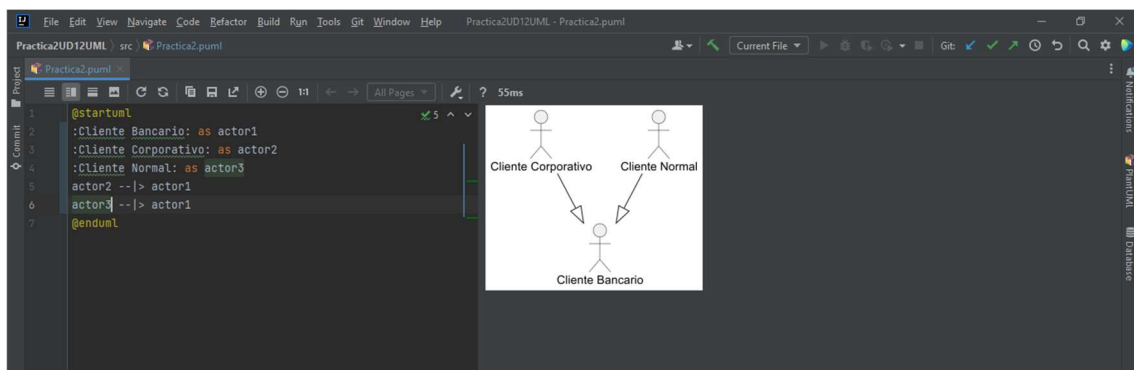 File Edit View Navigate Code Refactor Build Run Tools Git Window Help Practica2UD12UML - Practica2.puml
Practica2UD12UML src Practica2.puml Current File Git:
Project
Practica2.puml
1:1 All Pages ? 55ms
1 @startuml 5
2 :Cliente Bancario: as actor1
3 :Cliente Corporativo: as actor2
4 :Cliente Normal: as actor3
5 actor2 --|> actor1
6 actor3 --|> actor1
7 @enduml
Commit
Cliente Corporativo Cliente Normal
Cliente Bancario
Notifications
PlantUML
Database